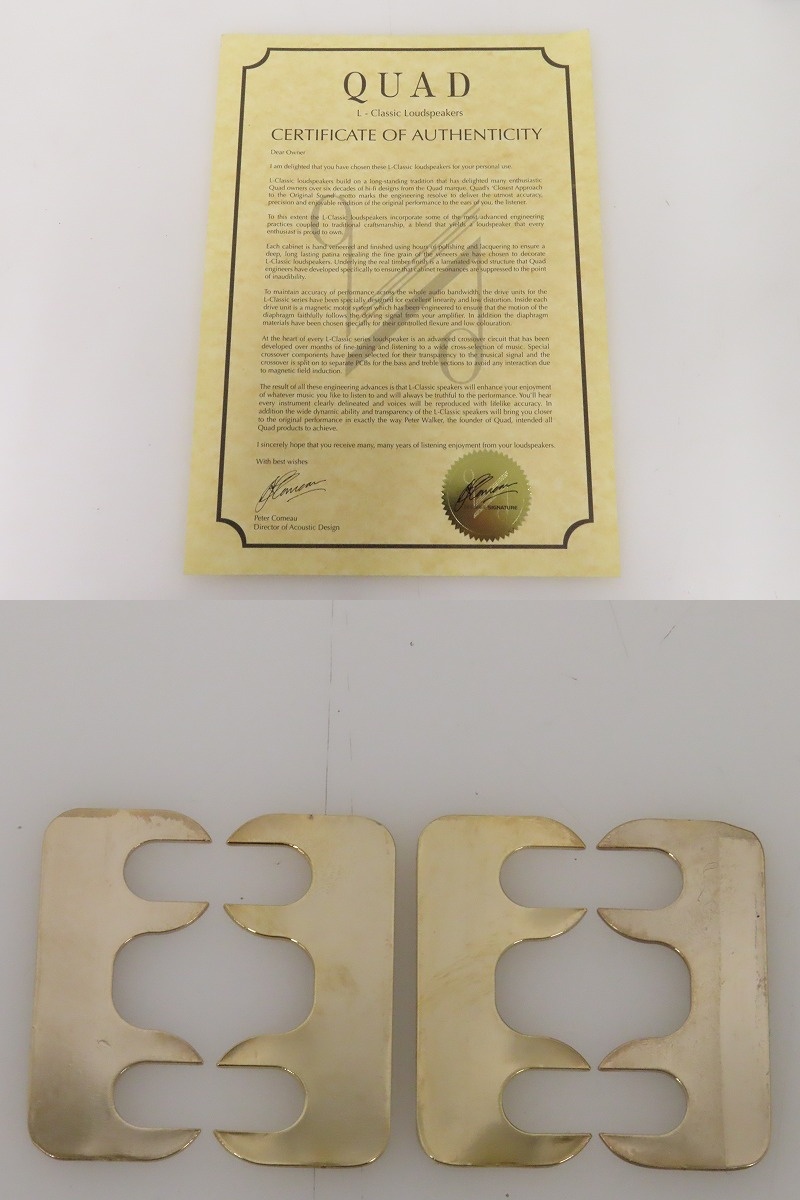 QUAD
L - Classic Loudspeakers
CERTIFICATE OF AUTHENTICITY
Dear Owner
I am delighted that you have chosen these L-Classic loudspeakers for your personal use.
L-Classic loudspeakers build on a long-standing tradition that has delighted many enthusiastic
Quad owners over six decades of hi-fi designs from the Quad marque. Quad's 'Closest Approach
to the Original Sound' motto marks the engineering resolve to deliver the utmost accuracy,
precision and enjoyable rendition of the original performance to the ears of you, the listener.
To this extent the L-Classic loudspeakers incorporate some of the most advanced engineering
practices coupled to traditional craftsmanship, a blend that yields a loudspeaker that every
enthusiast is proud to own.
Each cabinet is hand veneered and finished using hours of polishing and lacquering to ensure a
deep, long lasting patina revealing the fine grain of the veneers we have chosen to decorate
L-Classic loudspeakers. Underlying the real timber finish is a laminated wood structure that Quad
engineers have developed specifically to ensure that cabinet resonances are suppressed to the point
of inaudibility.
To maintain accuracy of performance across the whole audio bandwidth, the drive units for the
L-Classic series have been specially designed for excellent linearity and low distortion. Inside each
drive unit is a magnetic motor system which has been engineered to ensure that the motion of the
diaphragm faithfully follows the driving signal from your amplifier. In addition the diaphragm
materials have been chosen specially for their controlled flexure and low colouration.
At the heart of every L-Classic series loudspeaker is an advanced crossover circuit that has been
developed over months of fine-tuning and listening to a wide cross-selection of music. Special
crossover components have been selected for their transparency to the musical signal and the
crossover is split on to separate PCBs for the bass and treble sections to avoid any interaction due
to magnetic field induction.
The result of all these engineering advances is that L-Classic speakers will enhance your enjoyment
of whatever music you like to listen to and will always be truthful to the performance. You'll hear
every instrument clearly delineated and voices will be reproduced with lifelike accuracy. In
addition the wide dynamic ability and transparency of the L-Classic speakers will bring you closer
to the original performance in exactly the way Peter Walker, the founder of Quad, intended all
Quad products to achieve.
I sincerely hope that you receive many, many years of listening enjoyment from your loudspeakers.
With best wishes
Peter Comeau
Director of Acoustic Design
SIGNATURE